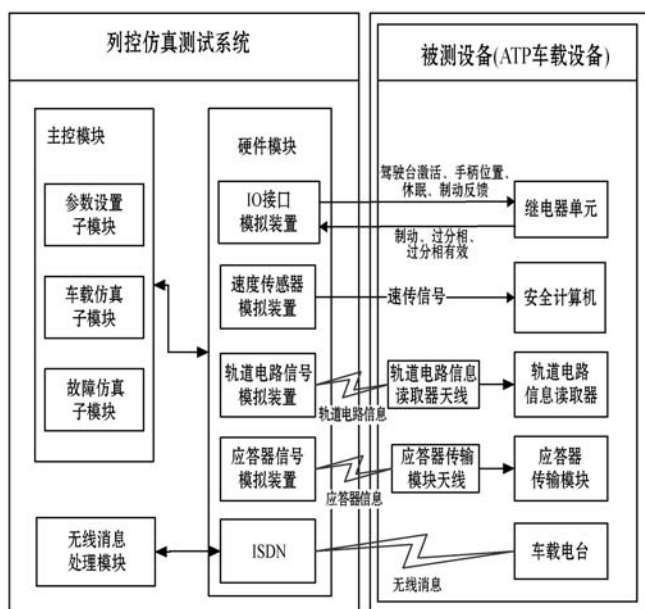 列控仿真测试系统
被测设备(ATP车载设备)
主控模块
参数设置
子模块
车载仿真
子模块
故障仿真
子模块
无线消息
处理模块
硬件模块
IO接口
模拟装置
速度传感器
模拟装置
轨道电路信号
模拟装置
应答器信号
模拟装置
ISDN
驾驶台激活、手柄位置、
休眠、制动反馈
制动、过分相、
过分相有效
速传信号
轨道电路信息
读取器天线
轨道电路信息
应答器传输
模块天线
应答器信息
无线消息
继电器单元
安全计算机
轨道电路
信息读取器
应答器
传输模块
车载电台